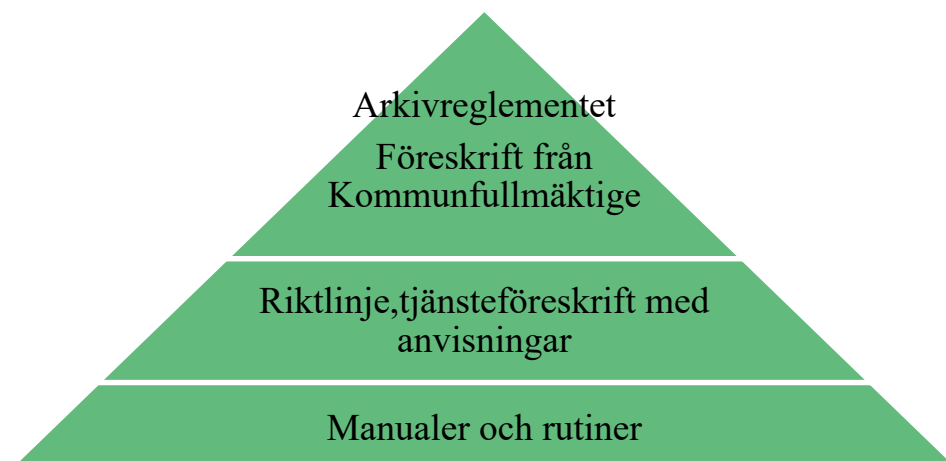 Arkivreglementet
Föreskrift från
Kommunfullmäktige
Riktlinje,tjänsteföreskrift med
anvisningar
Manualer och rutiner